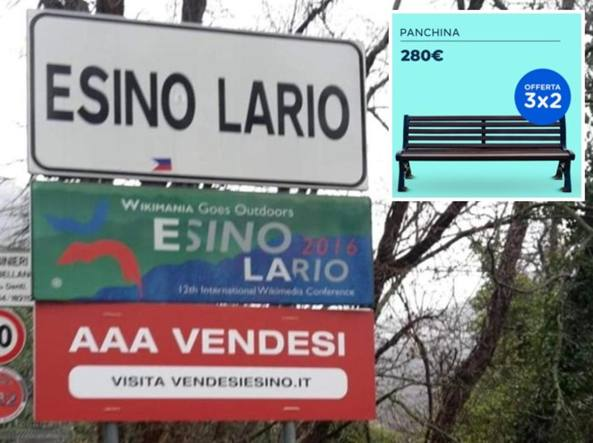 ESINO LARIO
WIKIMANIA GOES OUTDOORS
ESINO 2016
LARIO
12th International Wikimedia Conference
AAA VENDESI
VISITA VENDESIESINO.IT
PANCHINA
280€
OFFERTA
3x2